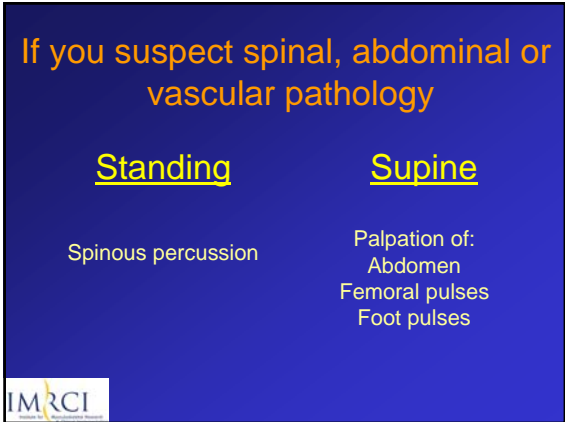 If you suspect spinal, abdominal or
vascular pathology
Standing
Spinous percussion
Supine
Palpation of:
Abdomen
Femoral pulses
Foot pulses
IMRCI